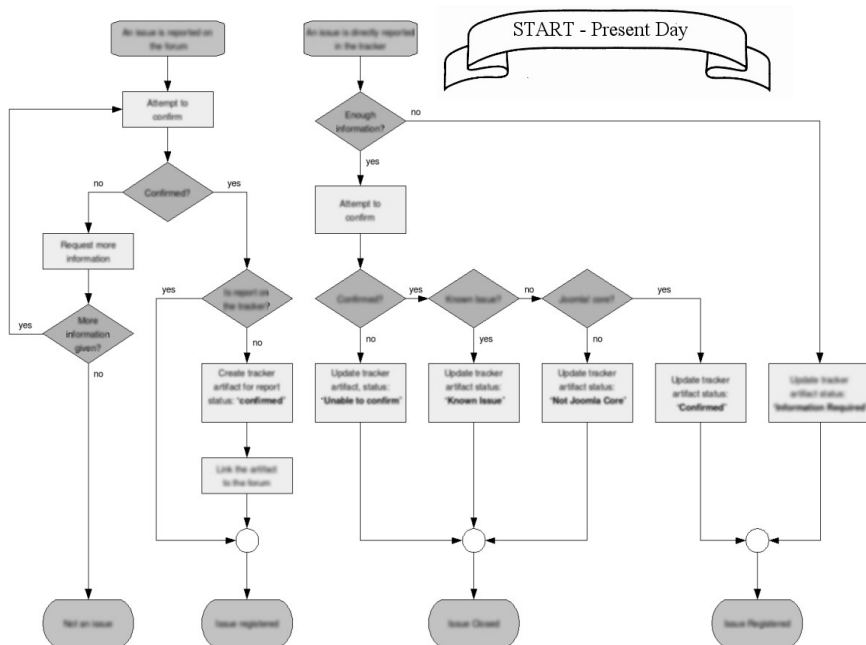 START - Present Day
An issue is reported on
the forum
An issue is directly reported
in the tracker
Attempt to
confirm
Enough
information?
no
yes
no
Confirmed?
yes
Attempt to
confirm
Request more
information
yes
Is report on
the tracker?
Confirmed?
yes
Known Issue?
no
Joomla! core?
yes
yes
More
information
given?
no
no
yes
no
no
Create tracker
artifact for report
status: "confirmed"
Update tracker
artifact, status:
"Unable to confirm"
Update tracker
artifact status:
"Known Issue"
Update tracker
artifact status:
"Not Joomla Core"
Update tracker
artifact status:
"Confirmed"
Update tracker
artifact status:
"Information Required"
Link the artifact
to the forum
Not an issue
Issue registered
Issue Closed
Issue Registered